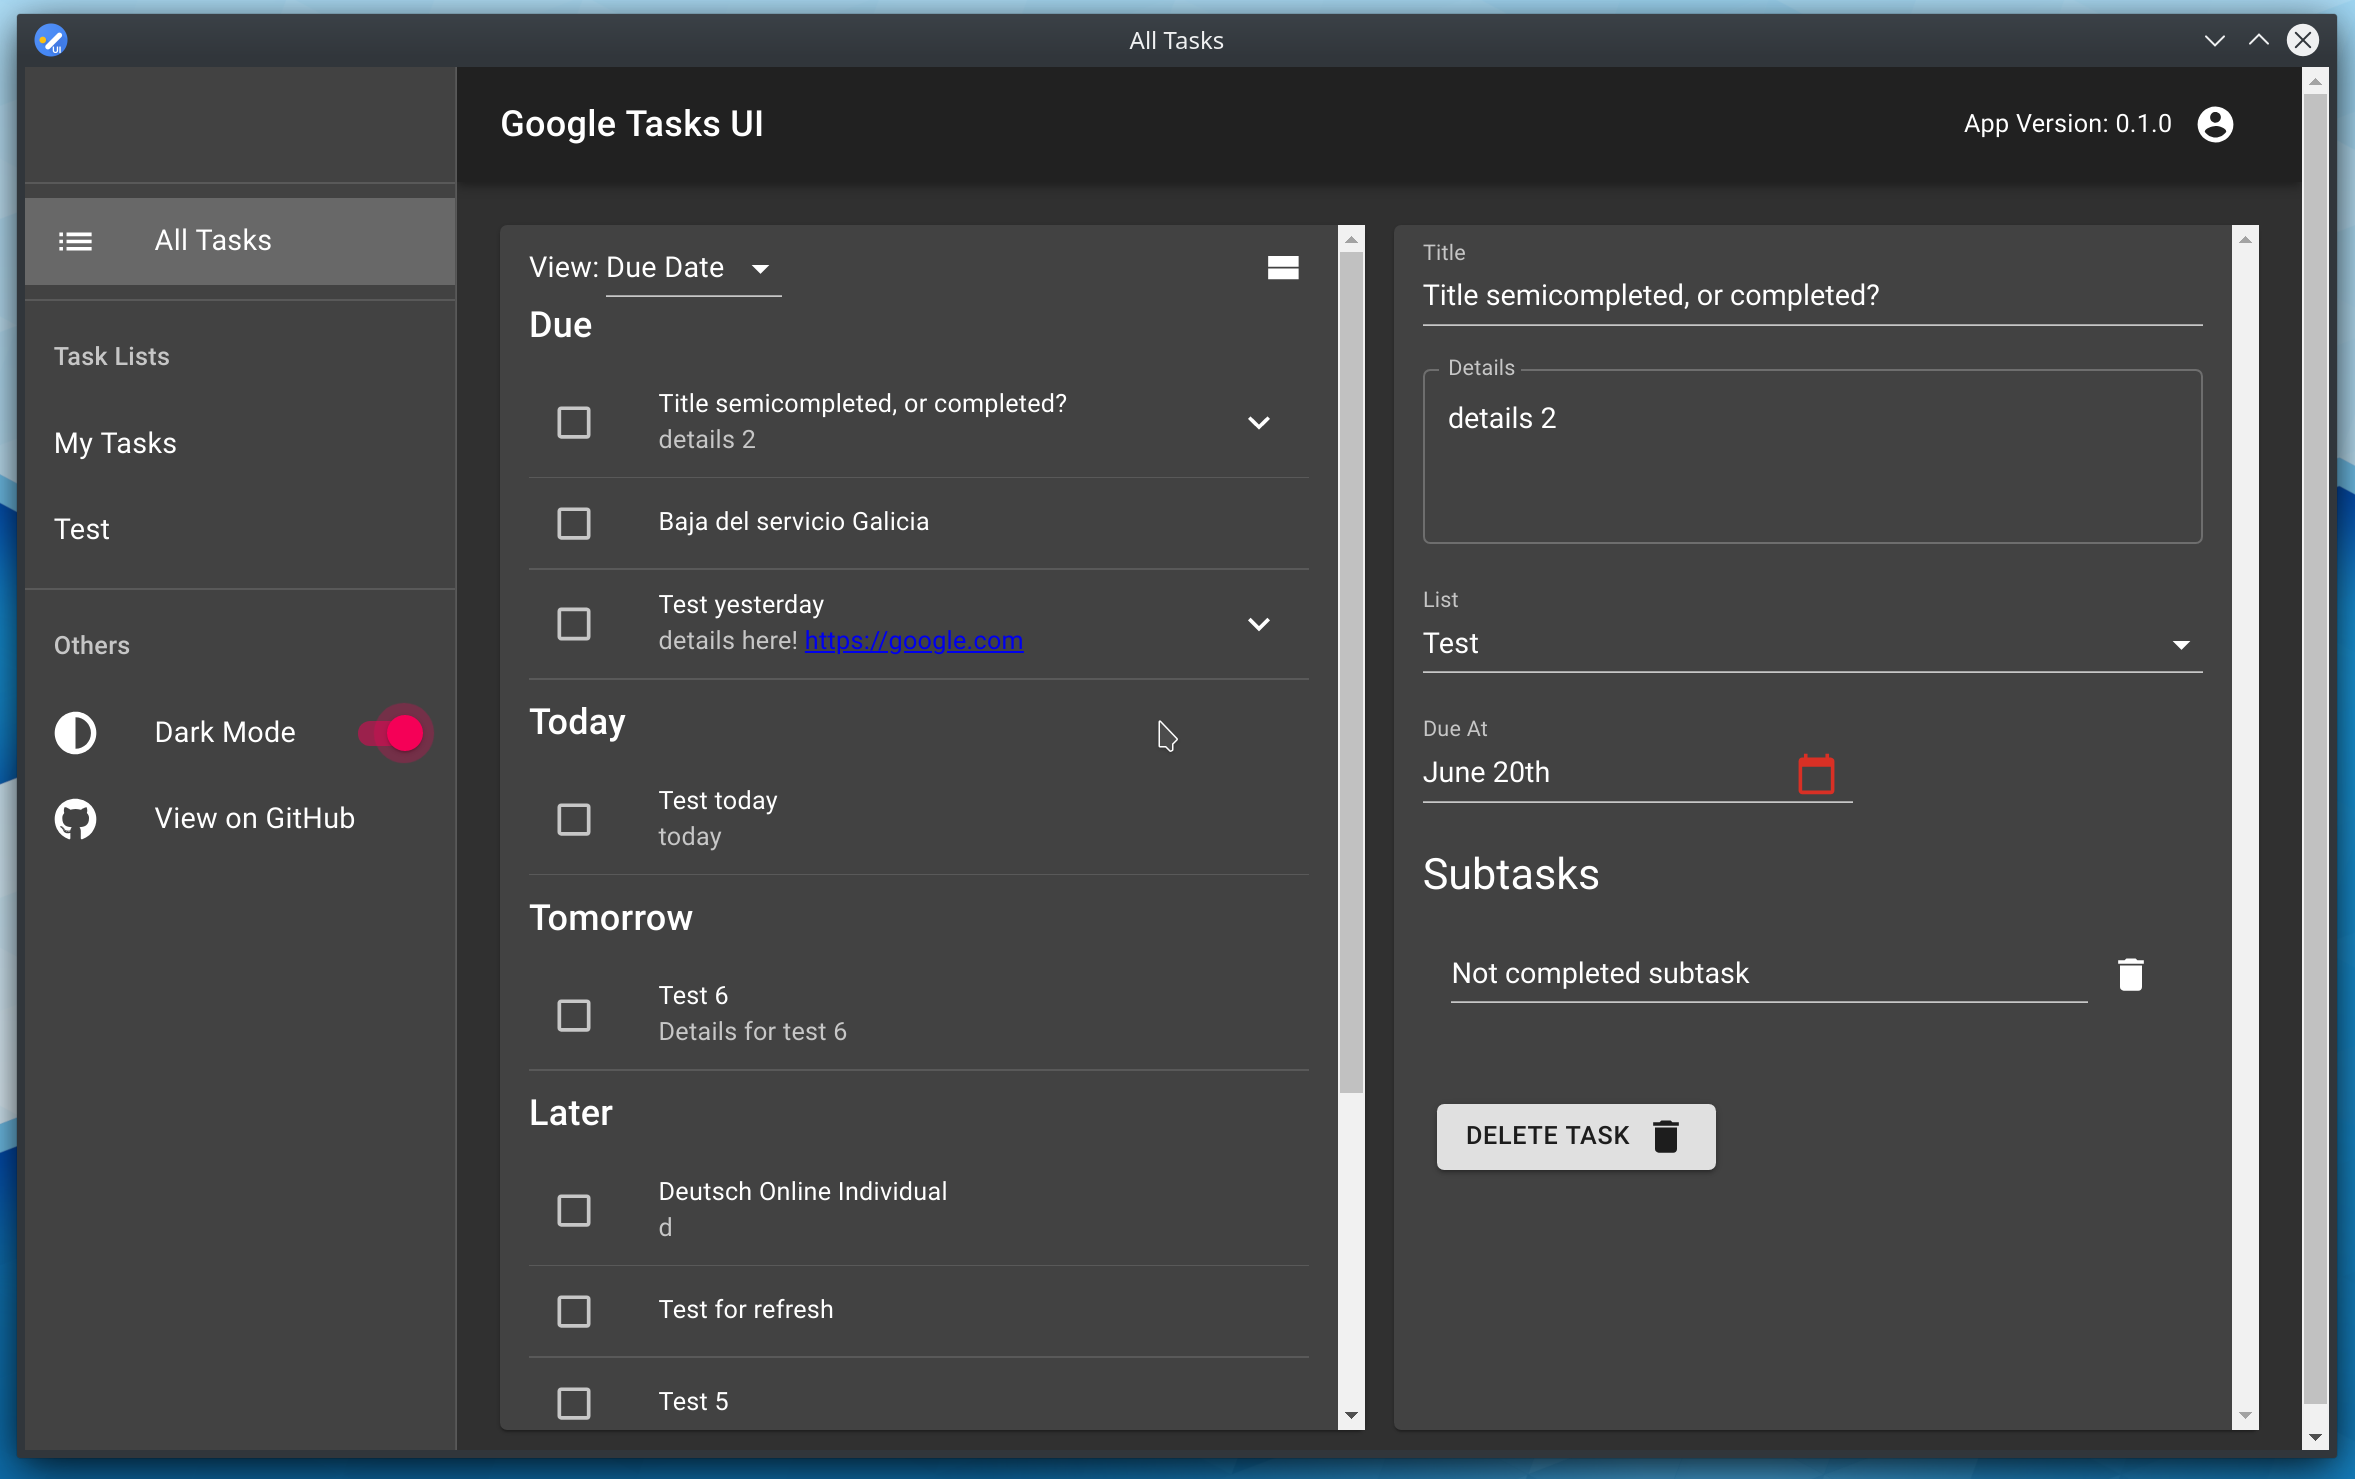 All Tasks
UI
Google Tasks UI
App Version: 0.1.0
All Tasks
Task Lists
My Tasks
Test
Others
Dark Mode
View on GitHub
View: Due Date
Due
Title semicompleted, or completed?
details 2
Baja del servicio Galicia
Test yesterday
details here! https://google.com
Today
Test today
today
Tomorrow
Test 6
Details for test 6
Later
Deutsch Online Individual
d
Test for refresh
Test 5
Title
Title semicompleted, or completed?
Details
details 2
List
Test
Due At
June 20th
Subtasks
Not completed subtask
DELETE TASK